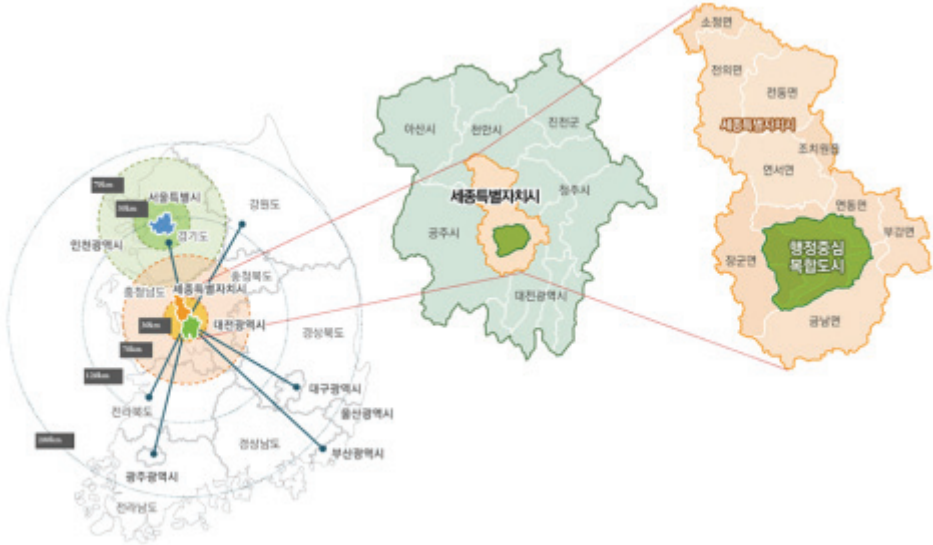 70km
서울특별시
30km
강원도
경기도
인천광역시
충청북도
충청남도
세종특별자치시
30km
대전광역시
경상북도
70km
대구광역시
전라북도
울산광역시
경상남도
부산광역시
광주광역시
전라남도
아산시
천안시
진천군
세종특별자치시
청주시
공주시
대전광역시
소정면
전의면
전동면
세종특별자치시
조치원읍
연서면
연동면
부강면
장군면
행정중심
복합도시
금남면